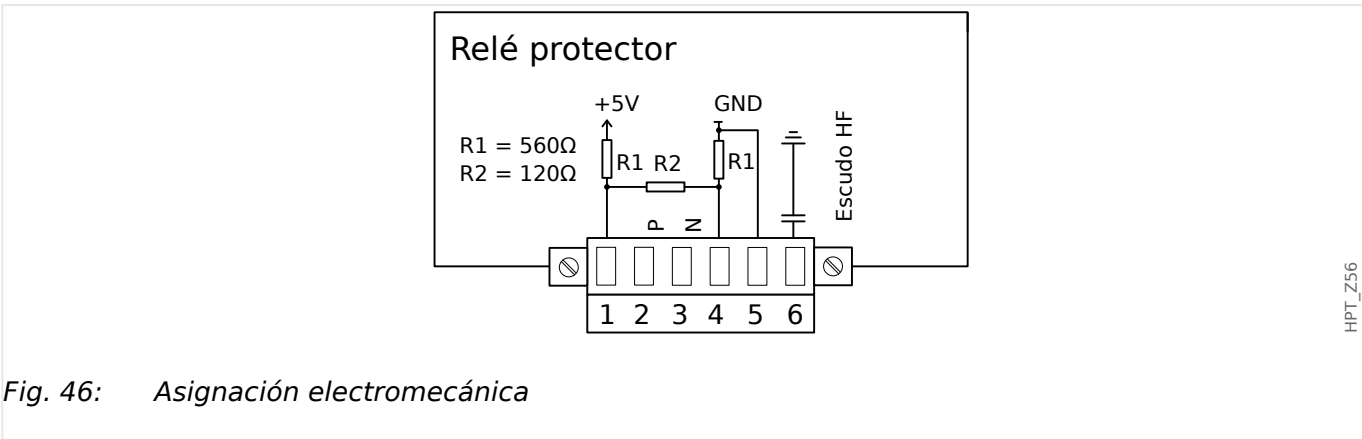 Relé protector
+5V
GND
R1 = 560Ω
R2 = 120Ω
R1
R2
R1
Escudo HF
P
N
1 2 3 4 5 6
HPT_Z56
Fig. 46: Asignación electromecánica